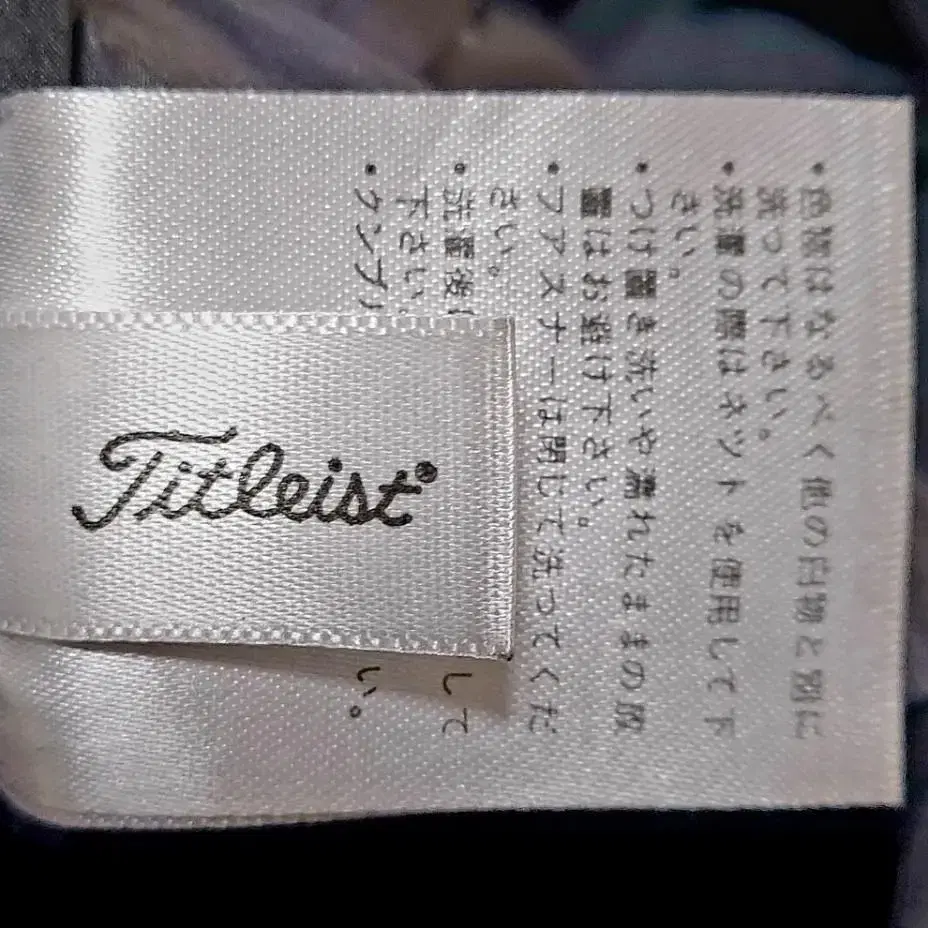 ・色物はなるべく他の白物と別に
洗って下さい。
・洗濯の際はネットを使用して下
さい。
・つけ置き洗いや濡れたままの放
置はお避け下さい。
・ファスナーは閉じて洗ってくだ
さい。
・洗濯後 して
下さい
・タンブ い。
Titleist®